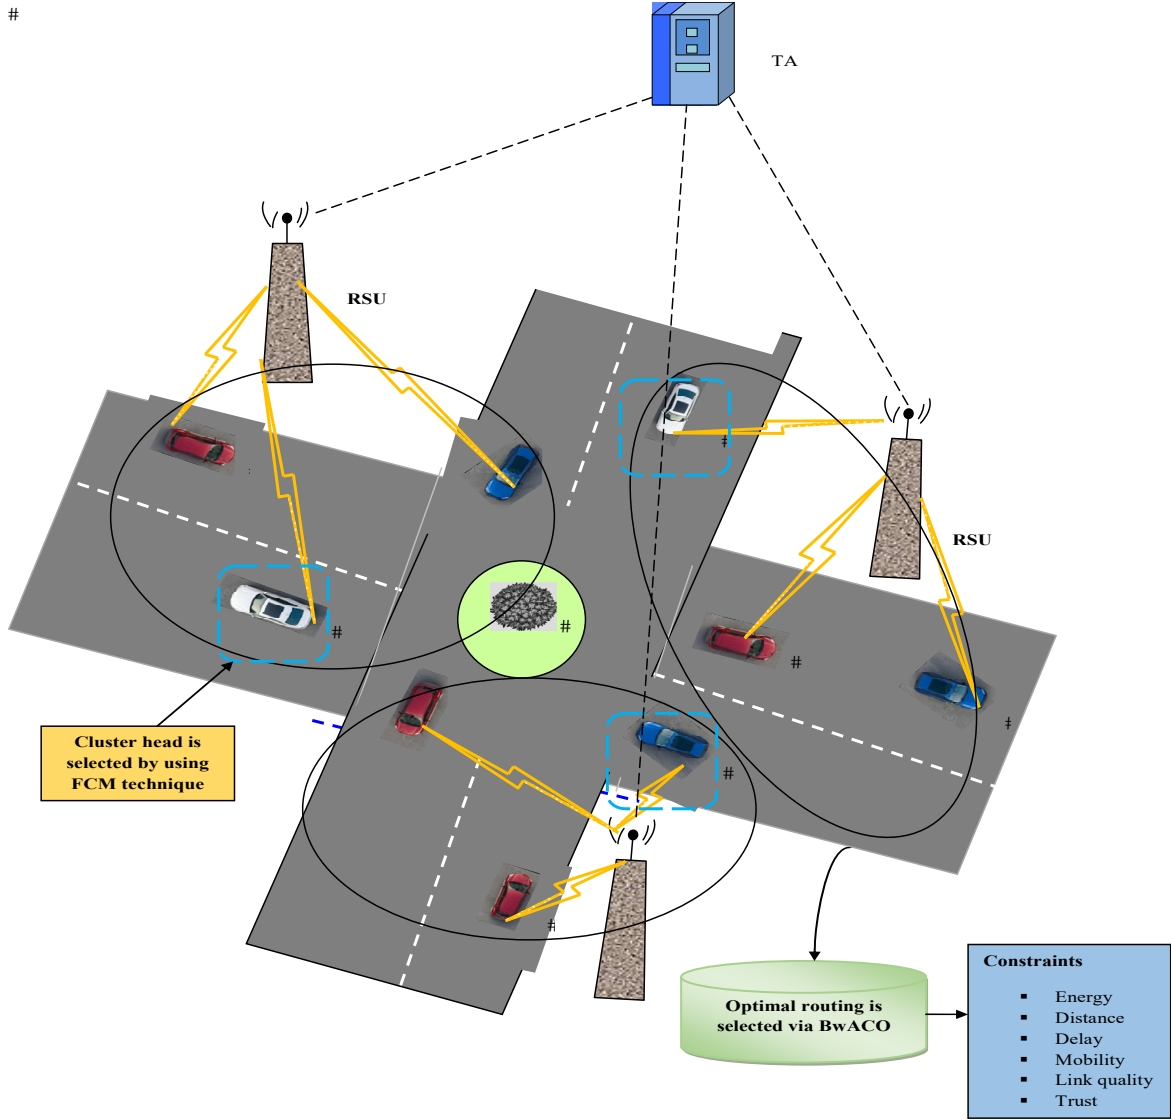 #
TA
RSU
#
RSU
#
#
#
#
#
Cluster head is
selected by using
FCM technique
#
Constraints
▪ Energy
▪ Distance
▪ Delay
▪ Mobility
▪ Link quality
▪ Trust
Optimal routing is
selected via BwACO